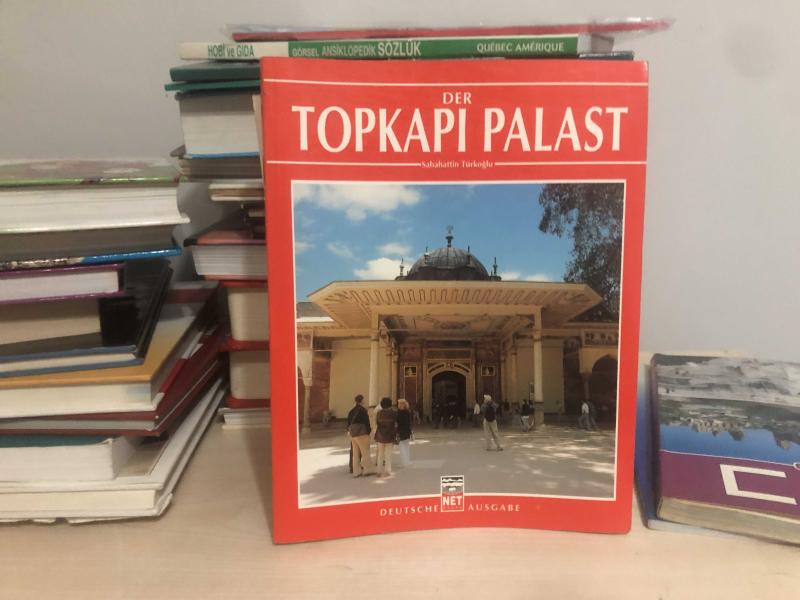 HOBİ ve GIDA GÖRSEL ANSİKLOPEDİK SÖZLÜK QUÉBEC AMÉRIQUE
DER
TOPKAPI PALAST
Sabahattin Türkoğlu
NET
DEUTSCHE AUSGABE